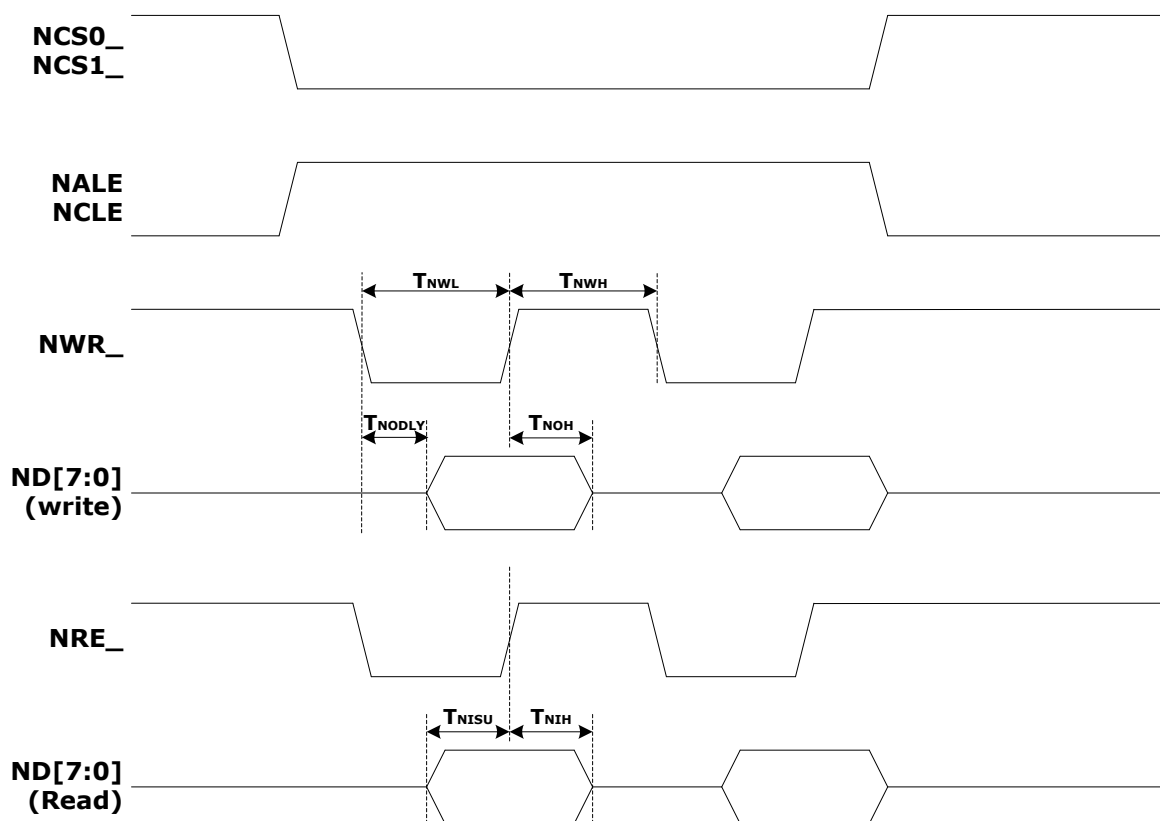 NCS0_
NCS1_
NALE
NCLE
TNWL TNWH
NWR_
TNODLY TNOH
ND[7:0]
(write)
NRE_
TNISU TNIH
ND[7:0]
(Read)